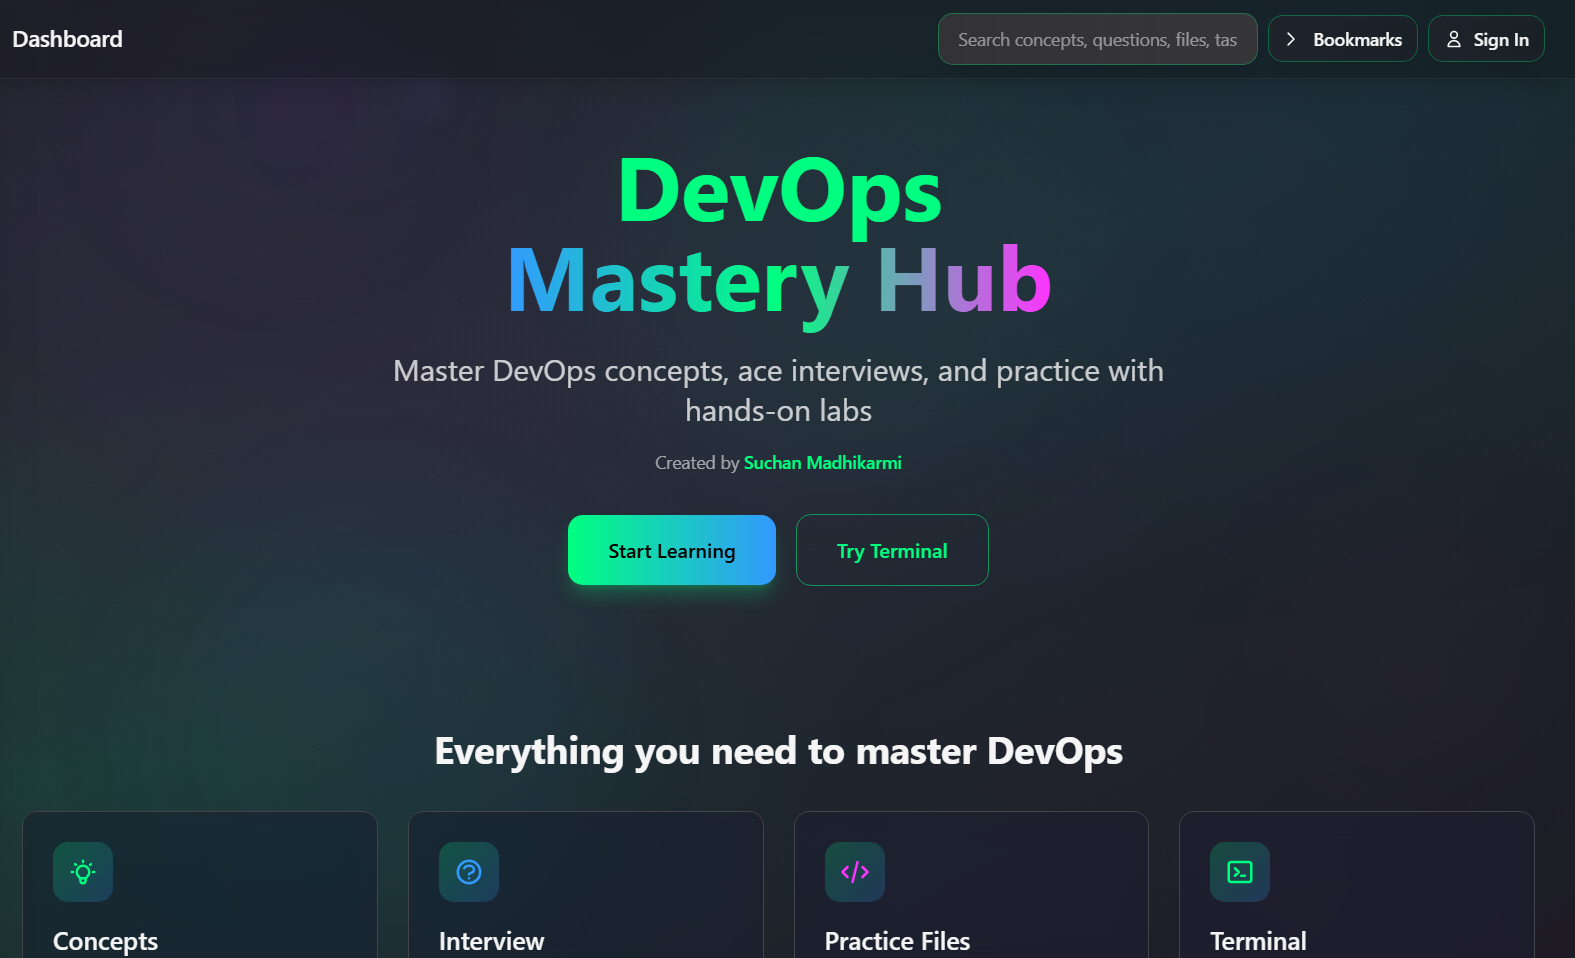 Dashboard
Search concepts, questions, files, tas
Bookmarks
Sign In
DevOps
Mastery Hub
Master DevOps concepts, ace interviews, and practice with
hands-on labs
Created by Suchan Madhikarmi
Start Learning
Try Terminal
Everything you need to master DevOps
Concepts
Interview
Practice Files
Terminal